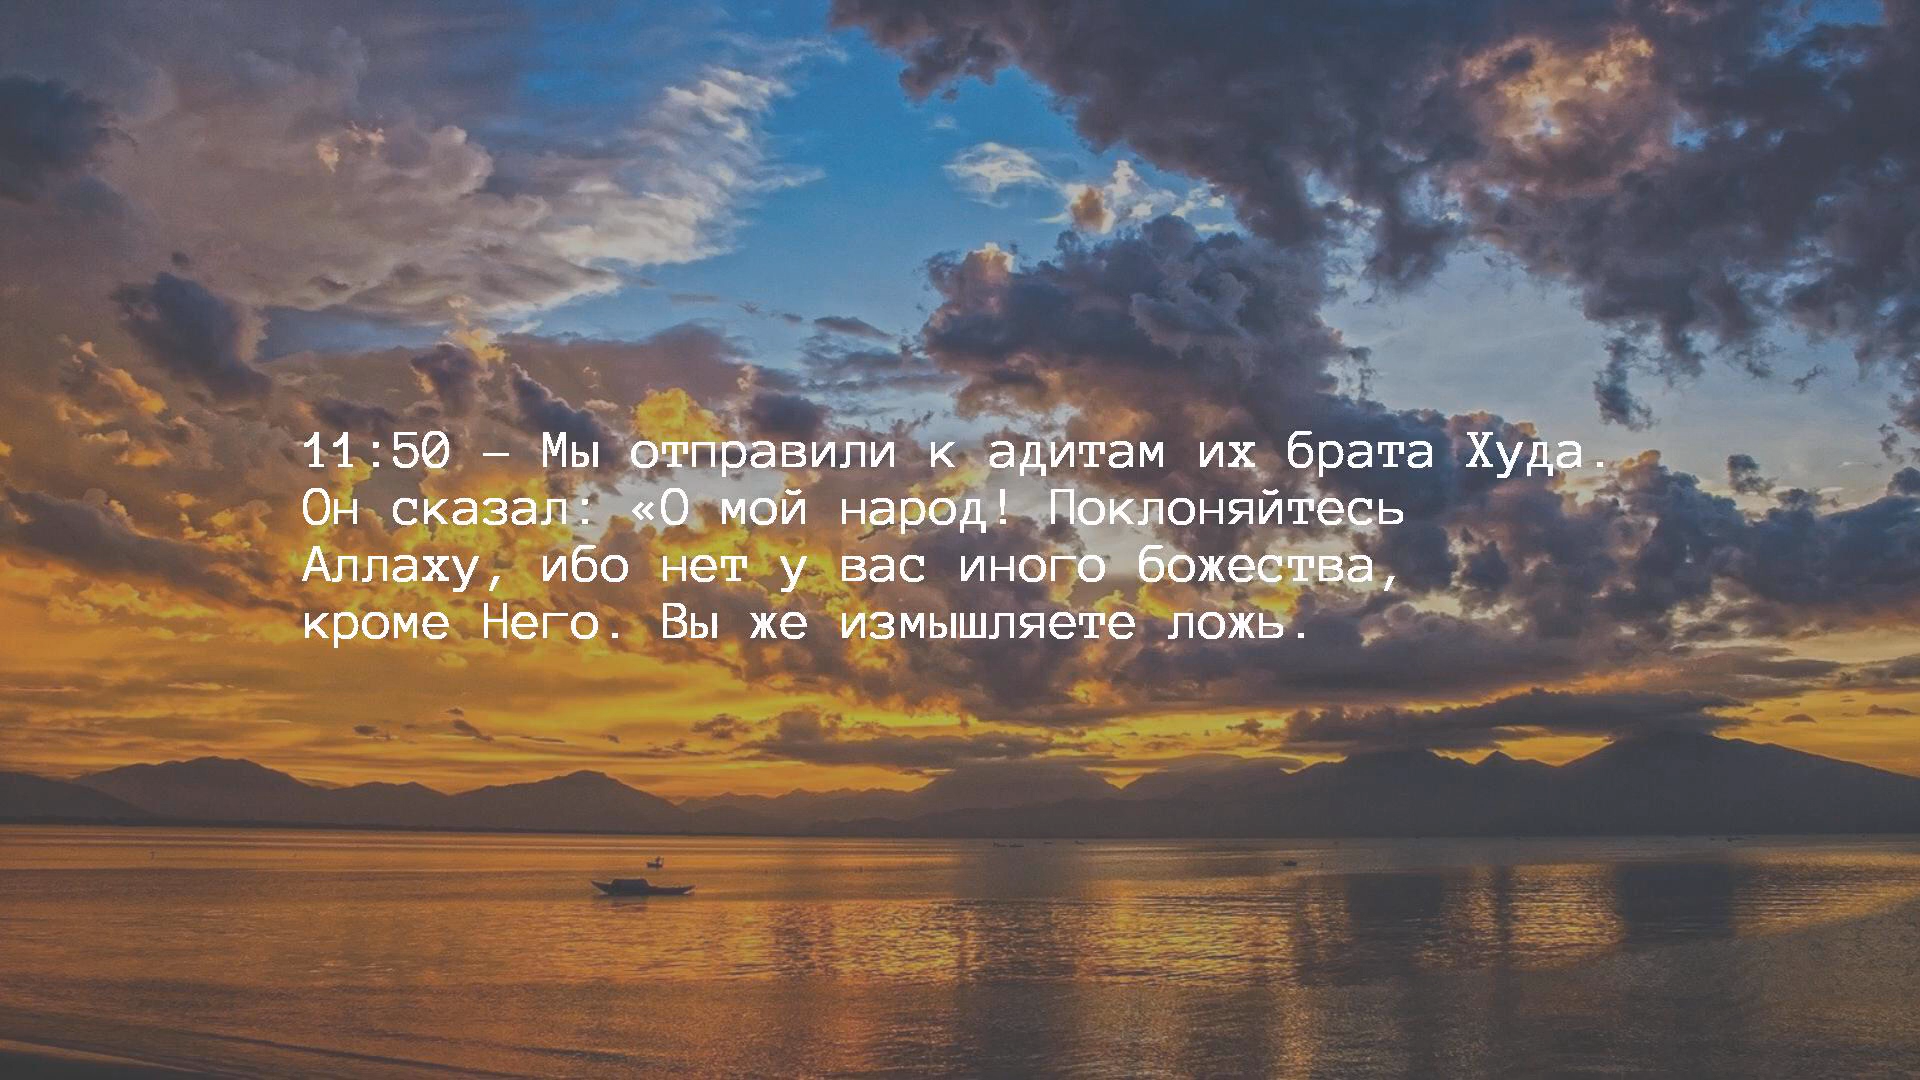 11:50 – Мы отправили к адитам их брата Худа.
Он сказал: «О мой народ! Поклоняйтесь
Аллаху, ибо нет у вас иного божества,
кроме Него. Вы же измышляете ложь.